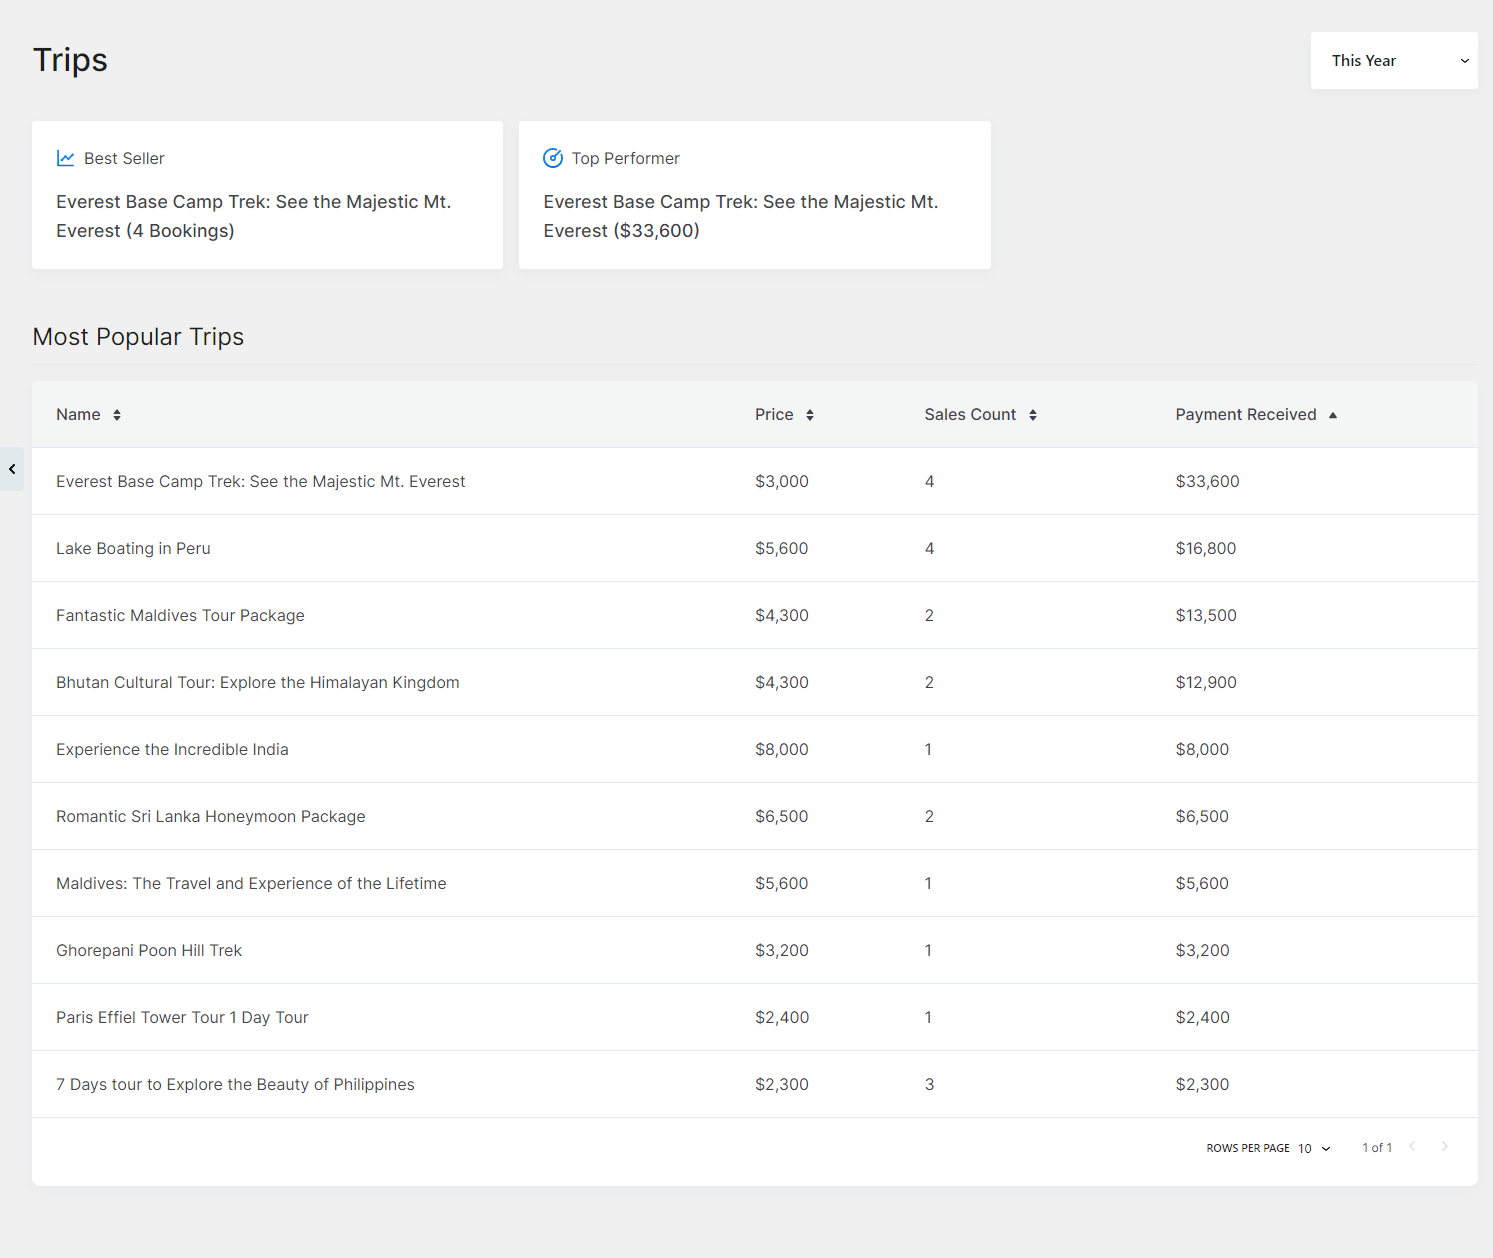 Trips
This Year
Best Seller
Everest Base Camp Trek: See the Majestic Mt.
Everest (4 Bookings)
Top Performer
Everest Base Camp Trek: See the Majestic Mt.
Everest ($33,600)
Most Popular Trips
Name Price Sales Count Payment Received
Everest Base Camp Trek: See the Majestic Mt. Everest $3,000 4 $33,600
Lake Boating in Peru $5,600 4 $16,800
Fantastic Maldives Tour Package $4,300 2 $13,500
Bhutan Cultural Tour: Explore the Himalayan Kingdom $4,300 2 $12,900
Experience the Incredible India $8,000 1 $8,000
Romantic Sri Lanka Honeymoon Package $6,500 2 $6,500
Maldives: The Travel and Experience of the Lifetime $5,600 1 $5,600
Ghorepani Poon Hill Trek $3,200 1 $3,200
Paris Effiel Tower Tour 1 Day Tour $2,400 1 $2,400
7 Days tour to Explore the Beauty of Philippines $2,300 3 $2,300
ROWS PER PAGE 10 1 of 1